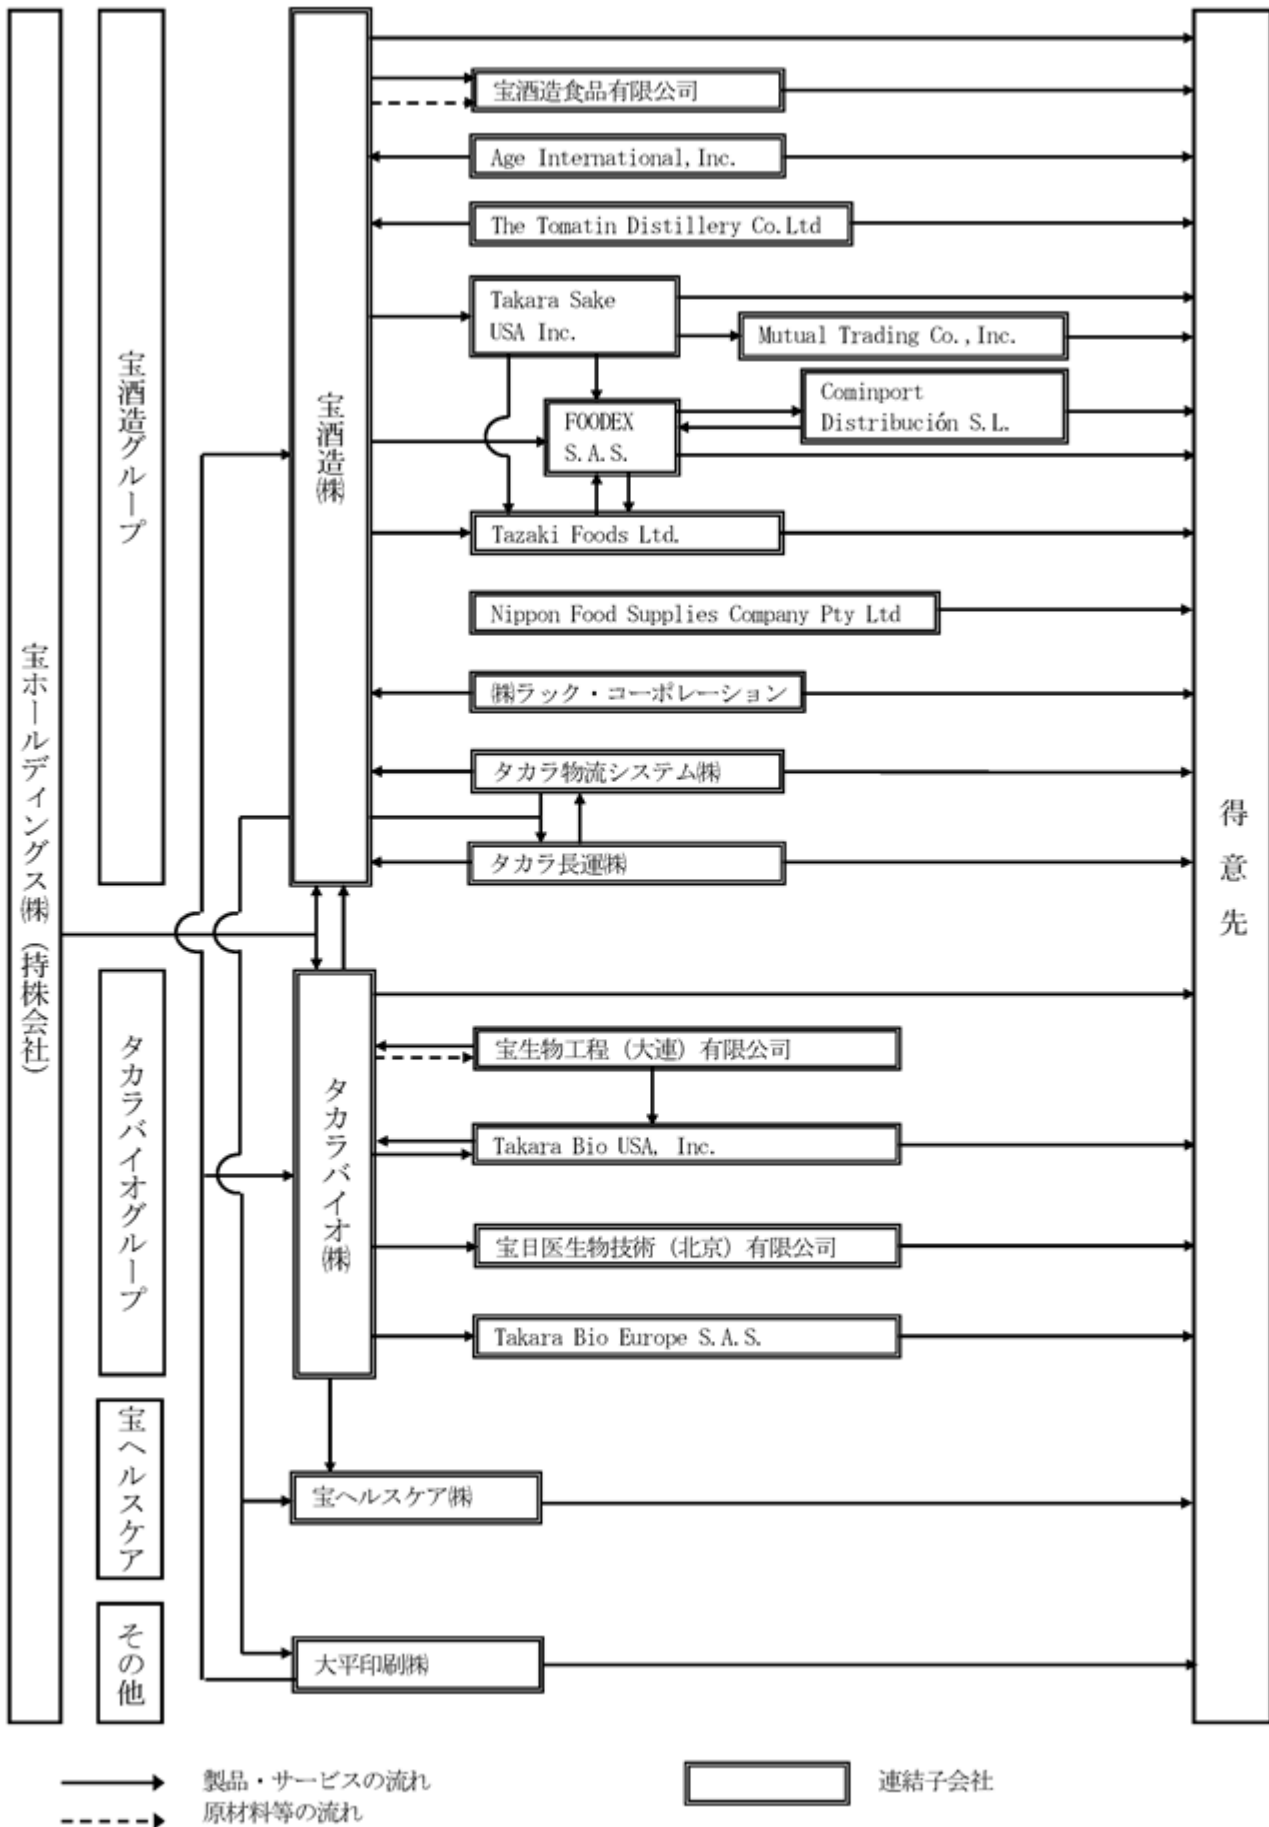 宝ホールディングス㈱（持株会社）
宝酒造グループ
宝酒造㈱
宝酒造食品有限公司
Age International, Inc.
The Tomatin Distillery Co.Ltd
Takara Sake
USA Inc.
Mutual Trading Co., Inc.
Cominport
Distribución S.L.
FOODEX
S.A.S.
Tazaki Foods Ltd.
Nippon Food Supplies Company Pty Ltd
㈱ラック・コーポレーション
タカラ物流システム㈱
タカラ長運㈱
得意先
タカラバイオグループ
タカラバイオ㈱
宝生物工程（大連）有限公司
Takara Bio USA, Inc.
宝日医生物技術（北京）有限公司
Takara Bio Europe S.A.S.
宝ヘルスケア
宝ヘルスケア㈱
その他
大平印刷㈱
製品・サービスの流れ
原材料等の流れ
連結子会社